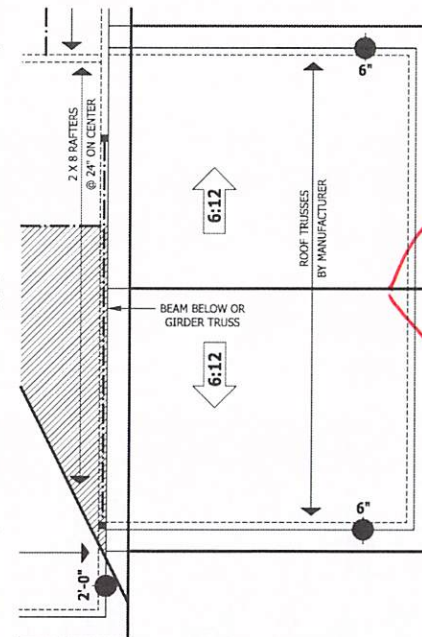 2 X 8 RAFTERS
@ 24" ON CENTER
6"
6:12
ROOF TRUSSES
BY MANUFACTURER
BEAM BELOW OR
GIRDER TRUSS
6:12
6"
2'-0"